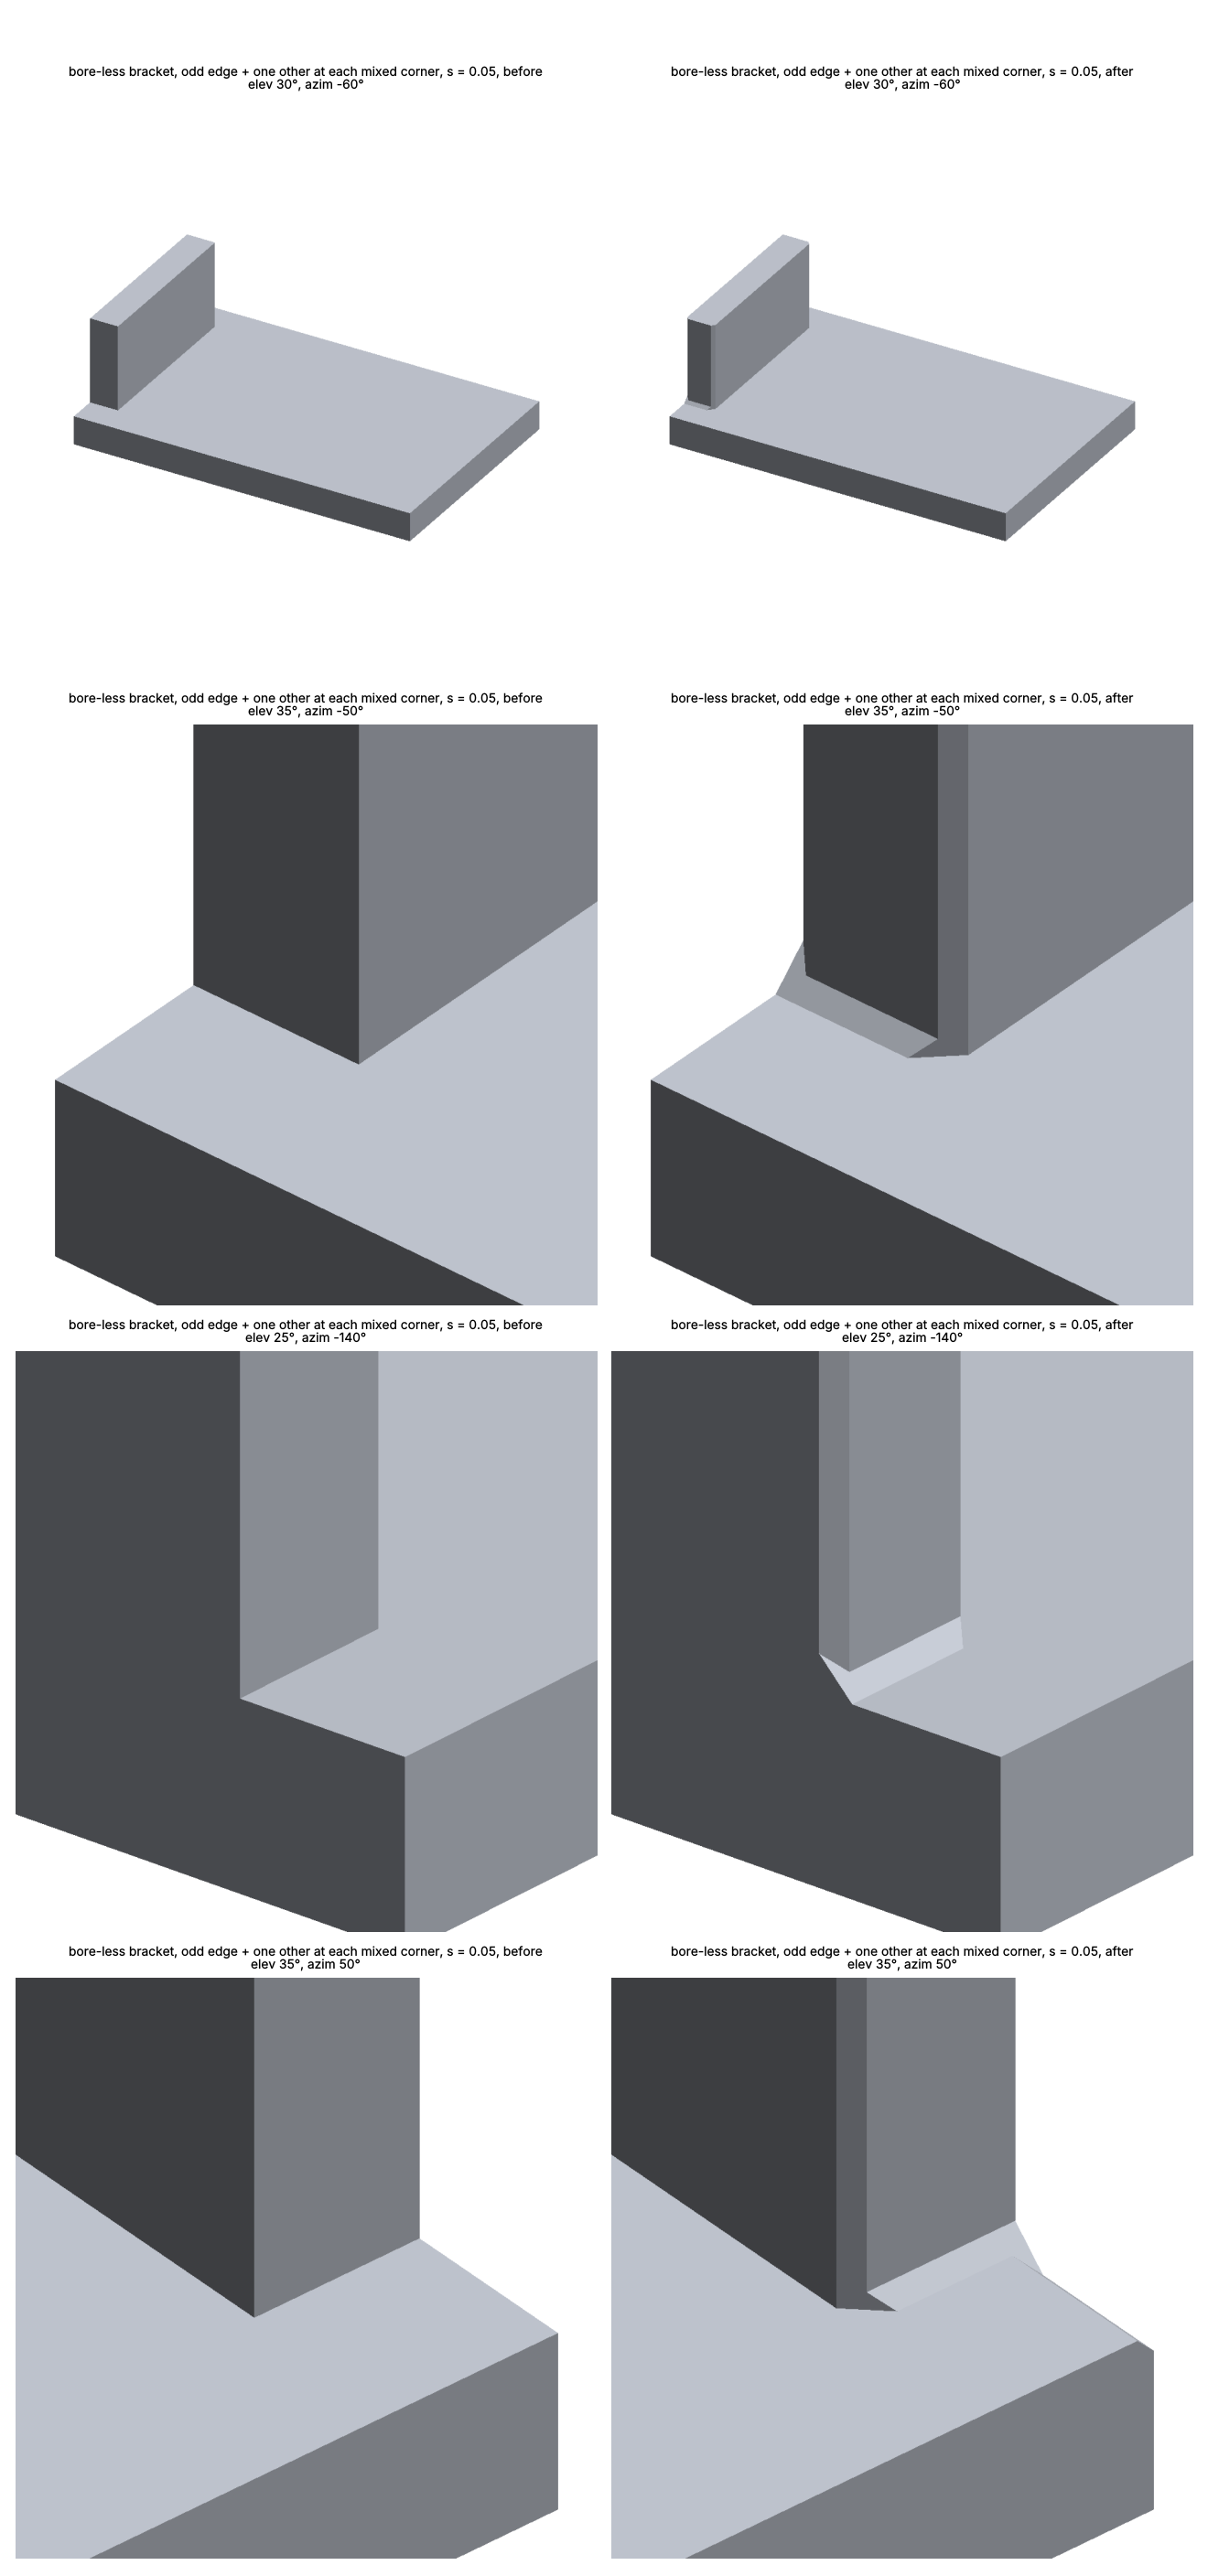 bore-less bracket, odd edge + one other at each mixed corner, s = 0.05, before
elev 30°, azim -60°
bore-less bracket, odd edge + one other at each mixed corner, s = 0.05, after
elev 30°, azim -60°
bore-less bracket, odd edge + one other at each mixed corner, s = 0.05, before
elev 35°, azim -50°
bore-less bracket, odd edge + one other at each mixed corner, s = 0.05, after
elev 35°, azim -50°
bore-less bracket, odd edge + one other at each mixed corner, s = 0.05, before
elev 25°, azim -140°
bore-less bracket, odd edge + one other at each mixed corner, s = 0.05, after
elev 25°, azim -140°
bore-less bracket, odd edge + one other at each mixed corner, s = 0.05, before
elev 35°, azim 50°
bore-less bracket, odd edge + one other at each mixed corner, s = 0.05, after
elev 35°, azim 50°